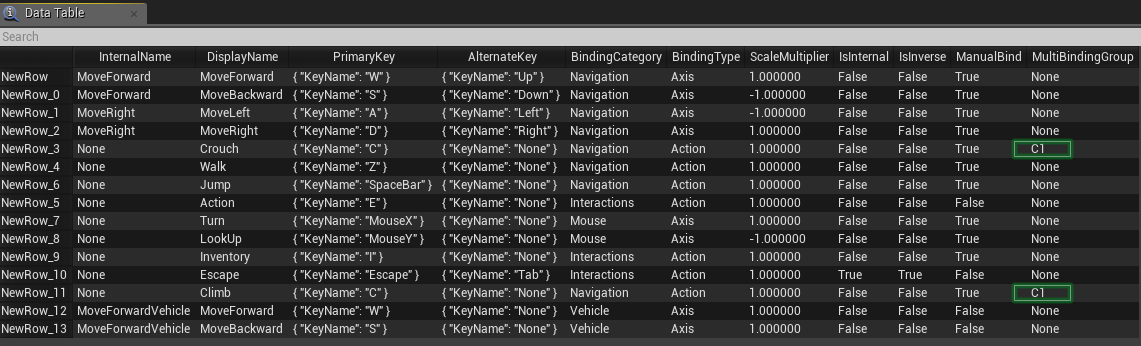 Data Table
Search
InternalName DisplayName PrimaryKey AlternateKey BindingCategory BindingType ScaleMultiplier IsInternal IsInverse ManualBind MultiBindingGroup
NewRow MoveForward MoveForward { "KeyName": "W" } { "KeyName": "Up" } Navigation Axis 1.000000 False False True None
NewRow_0 MoveForward MoveBackward { "KeyName": "S" } { "KeyName": "Down" } Navigation Axis -1.000000 False False True None
NewRow_1 MoveRight MoveLeft { "KeyName": "A" } { "KeyName": "Left" } Navigation Axis -1.000000 False False True None
NewRow_2 MoveRight MoveRight { "KeyName": "D" } { "KeyName": "Right" } Navigation Axis 1.000000 False False True None
NewRow_3 None Crouch { "KeyName": "C" } { "KeyName": "None" } Navigation Action 1.000000 False False True C1
NewRow_4 None Walk { "KeyName": "Z" } { "KeyName": "None" } Navigation Action 1.000000 False False True None
NewRow_6 None Jump { "KeyName": "SpaceBar" } { "KeyName": "None" } Navigation Action 1.000000 False False True None
NewRow_5 None Action { "KeyName": "E" } { "KeyName": "None" } Interactions Action 1.000000 False False False None
NewRow_7 None Turn { "KeyName": "MouseX" } { "KeyName": "None" } Mouse Axis 1.000000 False False True None
NewRow_8 None LookUp { "KeyName": "MouseY" } { "KeyName": "None" } Mouse Axis -1.000000 False False True None
NewRow_9 None Inventory { "KeyName": "I" } { "KeyName": "None" } Interactions Action 1.000000 False False True None
NewRow_10 None Escape { "KeyName": "Escape" } { "KeyName": "Tab" } Interactions Action 1.000000 True True False None
NewRow_11 None Climb { "KeyName": "C" } { "KeyName": "None" } Navigation Action 1.000000 False False True C1
NewRow_12 MoveForwardVehicle MoveForward { "KeyName": "W" } { "KeyName": "None" } Vehicle Axis 1.000000 False False False None
NewRow_13 MoveForwardVehicle MoveBackward { "KeyName": "S" } { "KeyName": "None" } Vehicle Axis 1.000000 False False False None